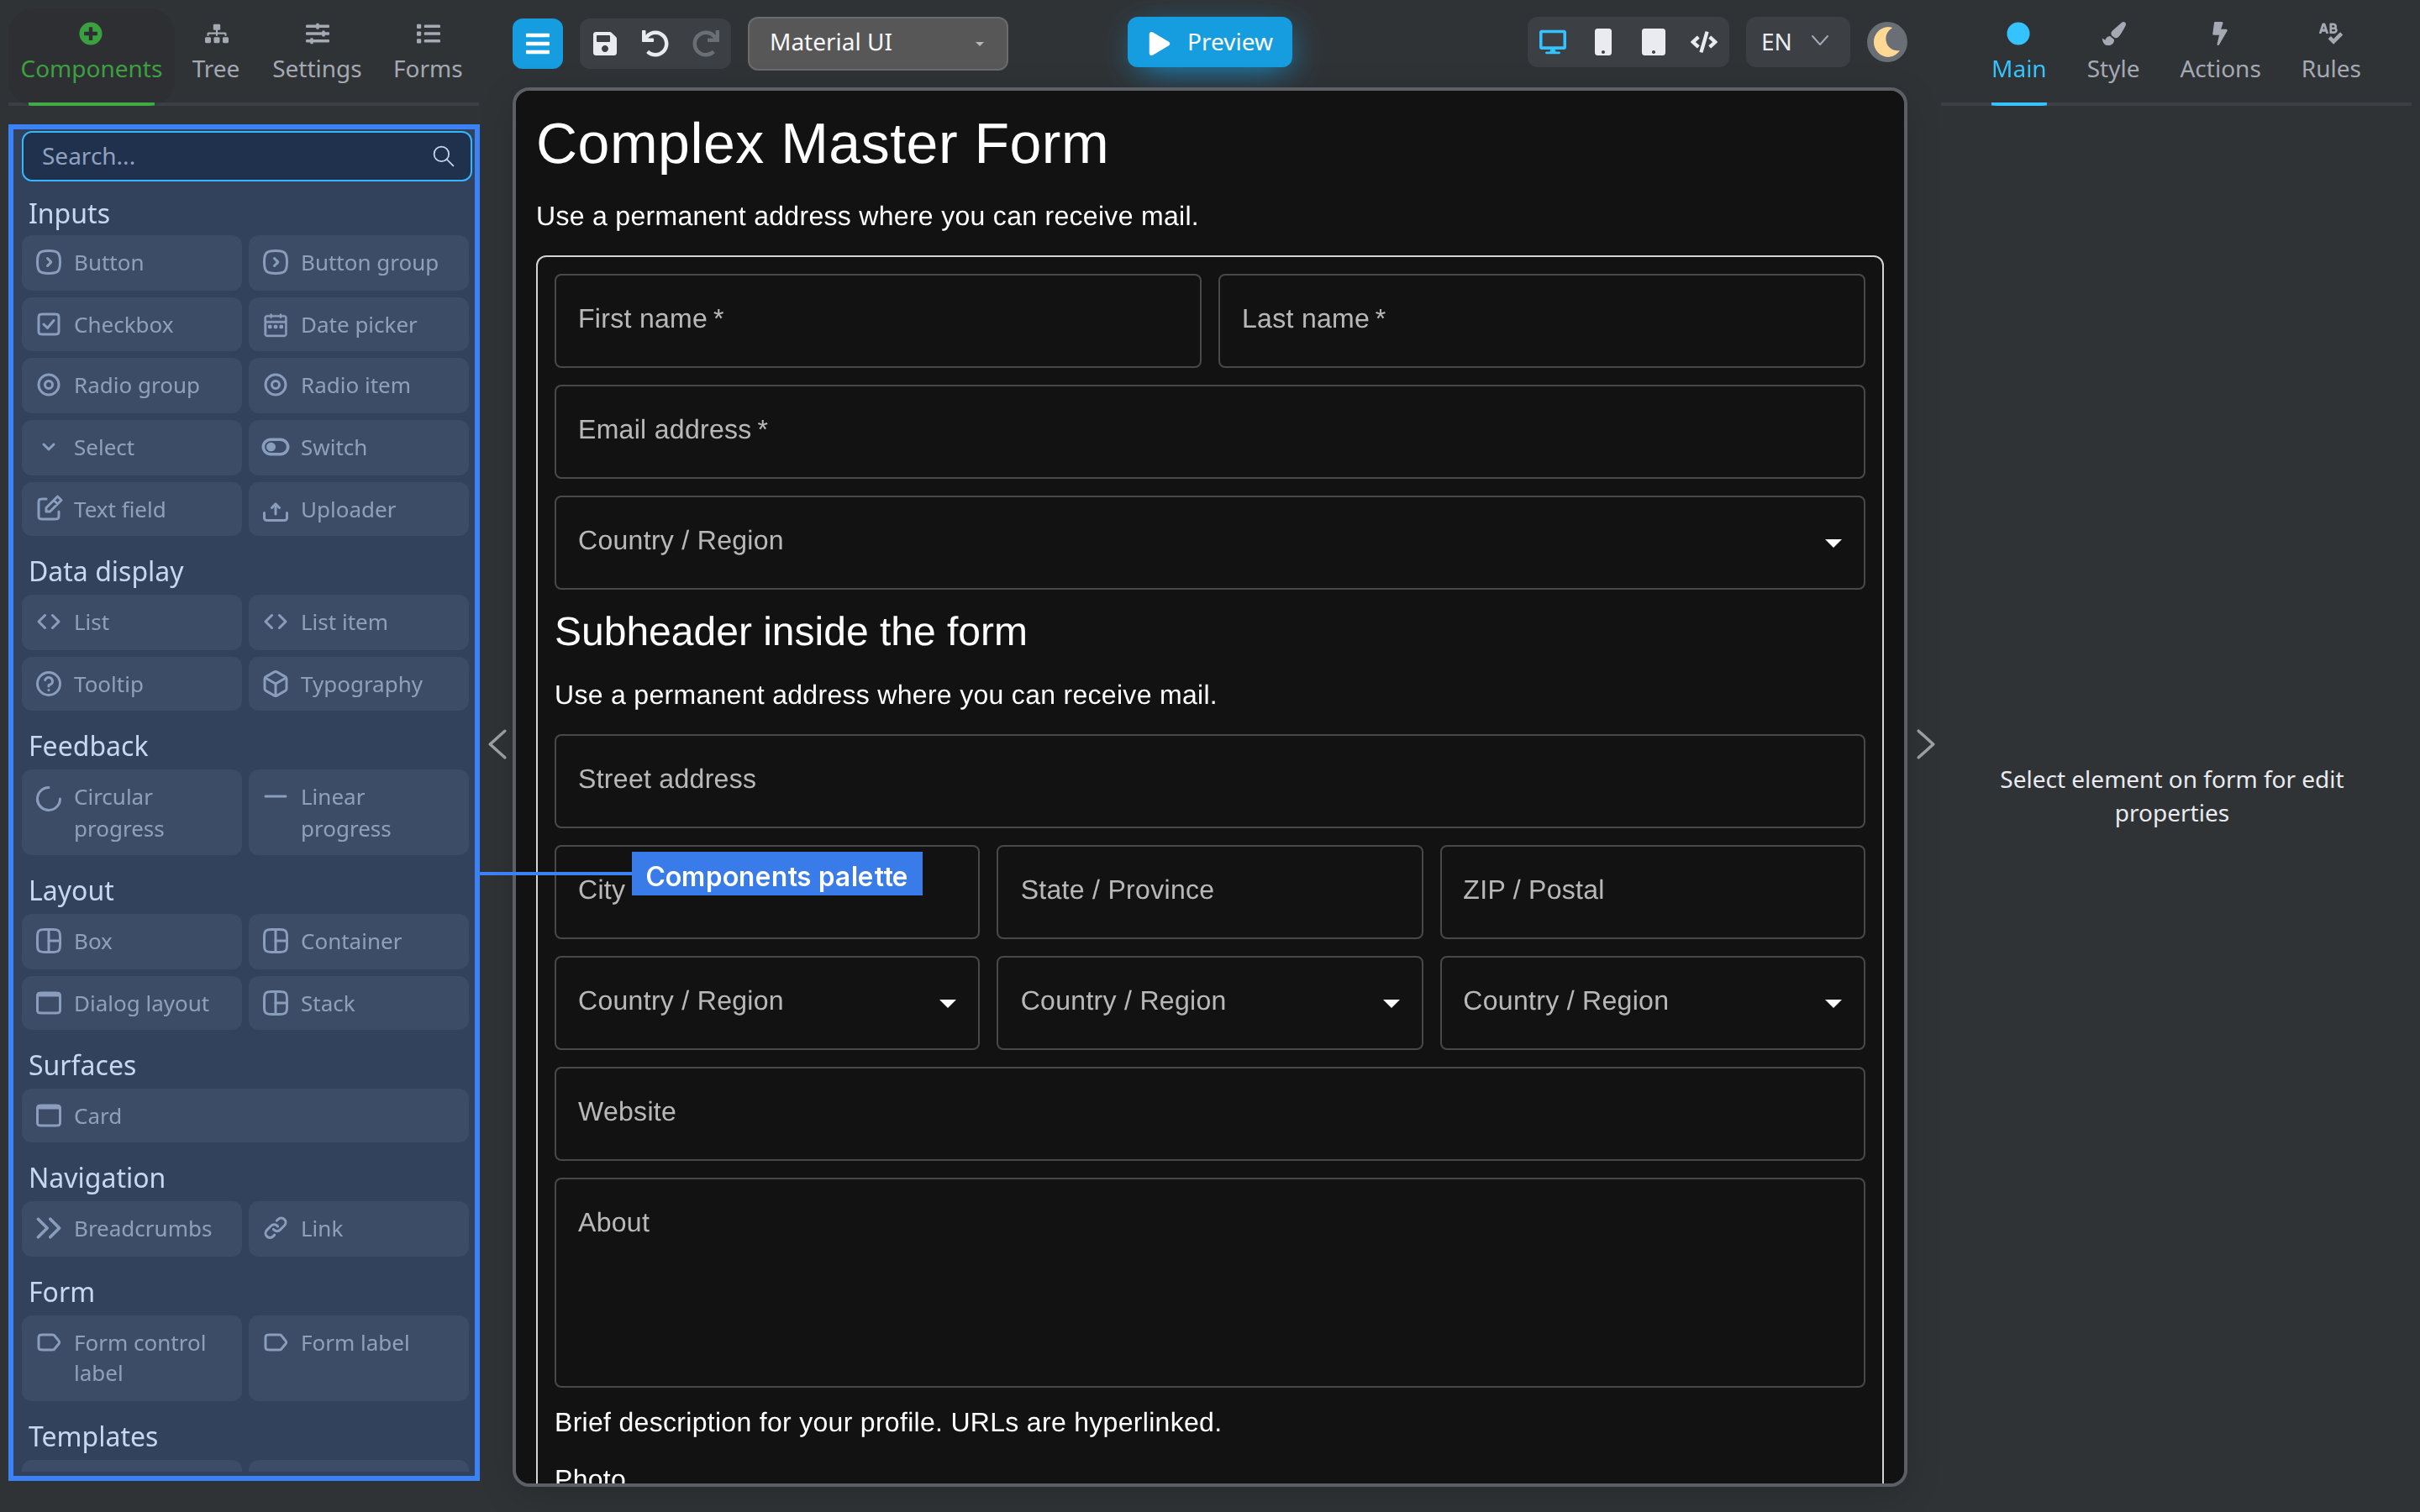 Components
Tree
Settings
Forms
Material UI
Preview
EN
Main
Style
AB
Actions
Rules
Search...
Inputs
Button
Button group
Checkbox
Date picker
Radio group
Radio item
Select
Switch
Text field
Uploader
Data display
List
List item
Tooltip
Typography
Feedback
Circular
progress
Linear
progress
Layout
Box
Container
Dialog layout
Stack
Surfaces
Card
Navigation
Breadcrumbs
Link
Form
Form control
label
Form label
Templates
Components palette
Complex Master Form
Use a permanent address where you can receive mail.
First name *
Last name *
Email address *
Country / Region
Subheader inside the form
Use a permanent address where you can receive mail.
Street address
City
State / Province
ZIP / Postal
Country / Region
Country / Region
Country / Region
Website
About
Brief description for your profile. URLs are hyperlinked.
Photo
Select element on form for edit
properties